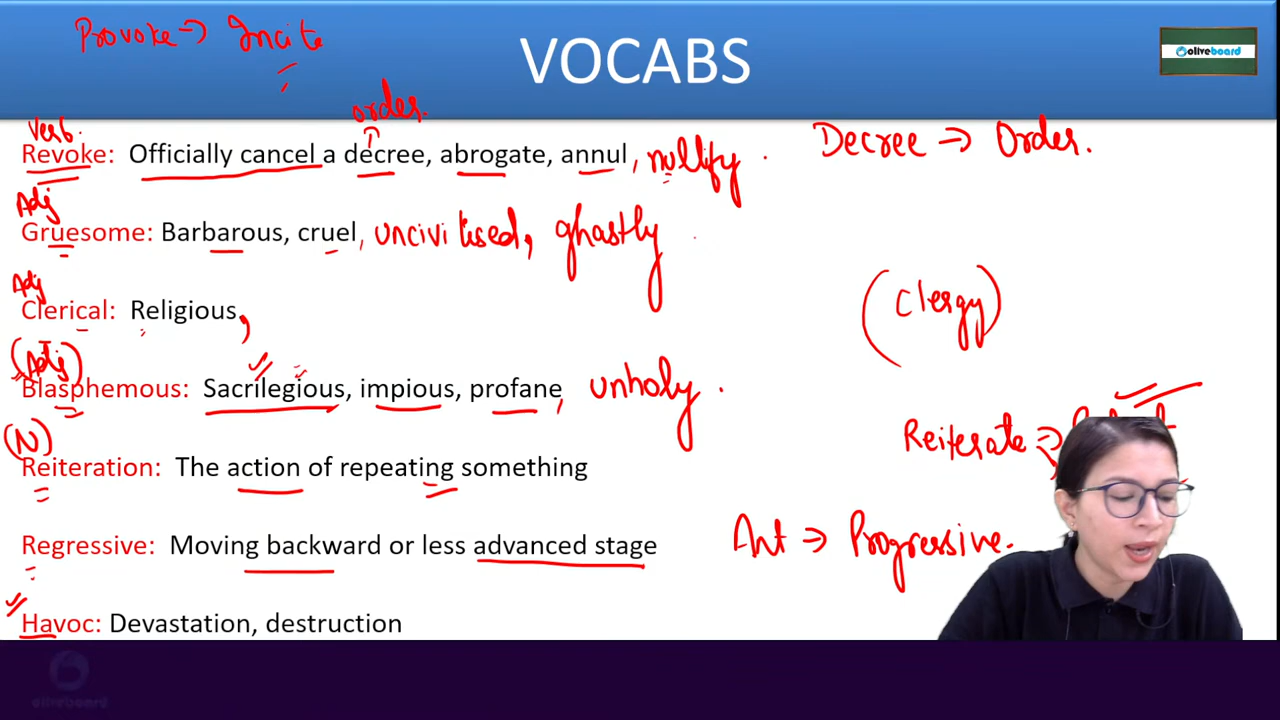 Provoke → Incite
VOCABS
oliveboard
order.
Verb.
Revoke: Officially cancel a decree, abrogate, annul, nullify.
Decree → Order.
Adj
Gruesome: Barbarous, cruel, uncivilised, ghastly
Adj
Clerical: Religious,
(Clergy)
(Adj)
Blasphemous: Sacrilegious, impious, profane, unholy.
(N)
Reiterate →
Reiteration: The action of repeating something
Regressive: Moving backward or less advanced stage
Ant → Progressive.
Havoc: Devastation, destruction
oliveboard